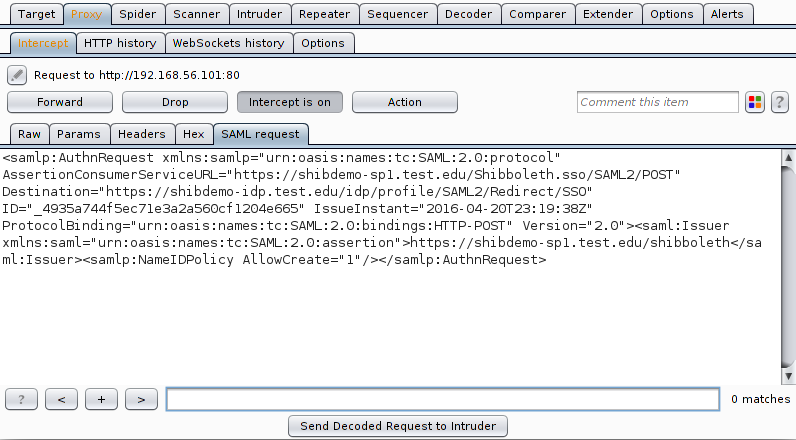 Target Proxy Spider Scanner Intruder Repeater Sequencer Decoder Comparer Extender Options Alerts
Intercept HTTP history WebSockets history Options
Request to http://192.168.56.101:80
Forward Drop Intercept is on Action Comment this item ?
Raw Params Headers Hex SAML request
<samlp:AuthnRequest xmlns:samlp="urn:oasis:names:tc:SAML:2.0:protocol"
AssertionConsumerServiceURL="https://shibdemo-sp1.test.edu/Shibboleth.sso/SAML2/POST"
Destination="https://shibdemo-idp.test.edu/idp/profile/SAML2/Redirect/SSO"
ID="_4935a744f5ec71e3a2a560cf1204e665" IssueInstant="2016-04-20T23:19:38Z"
ProtocolBinding="urn:oasis:names:tc:SAML:2.0:bindings:HTTP-POST" Version="2.0"><saml:Issuer
xmlns:saml="urn:oasis:names:tc:SAML:2.0:assertion">https://shibdemo-sp1.test.edu/shibboleth</sa
ml:Issuer><samlp:NameIDPolicy AllowCreate="1"/></samlp:AuthnRequest>
? < + > 0 matches
Send Decoded Request to Intruder